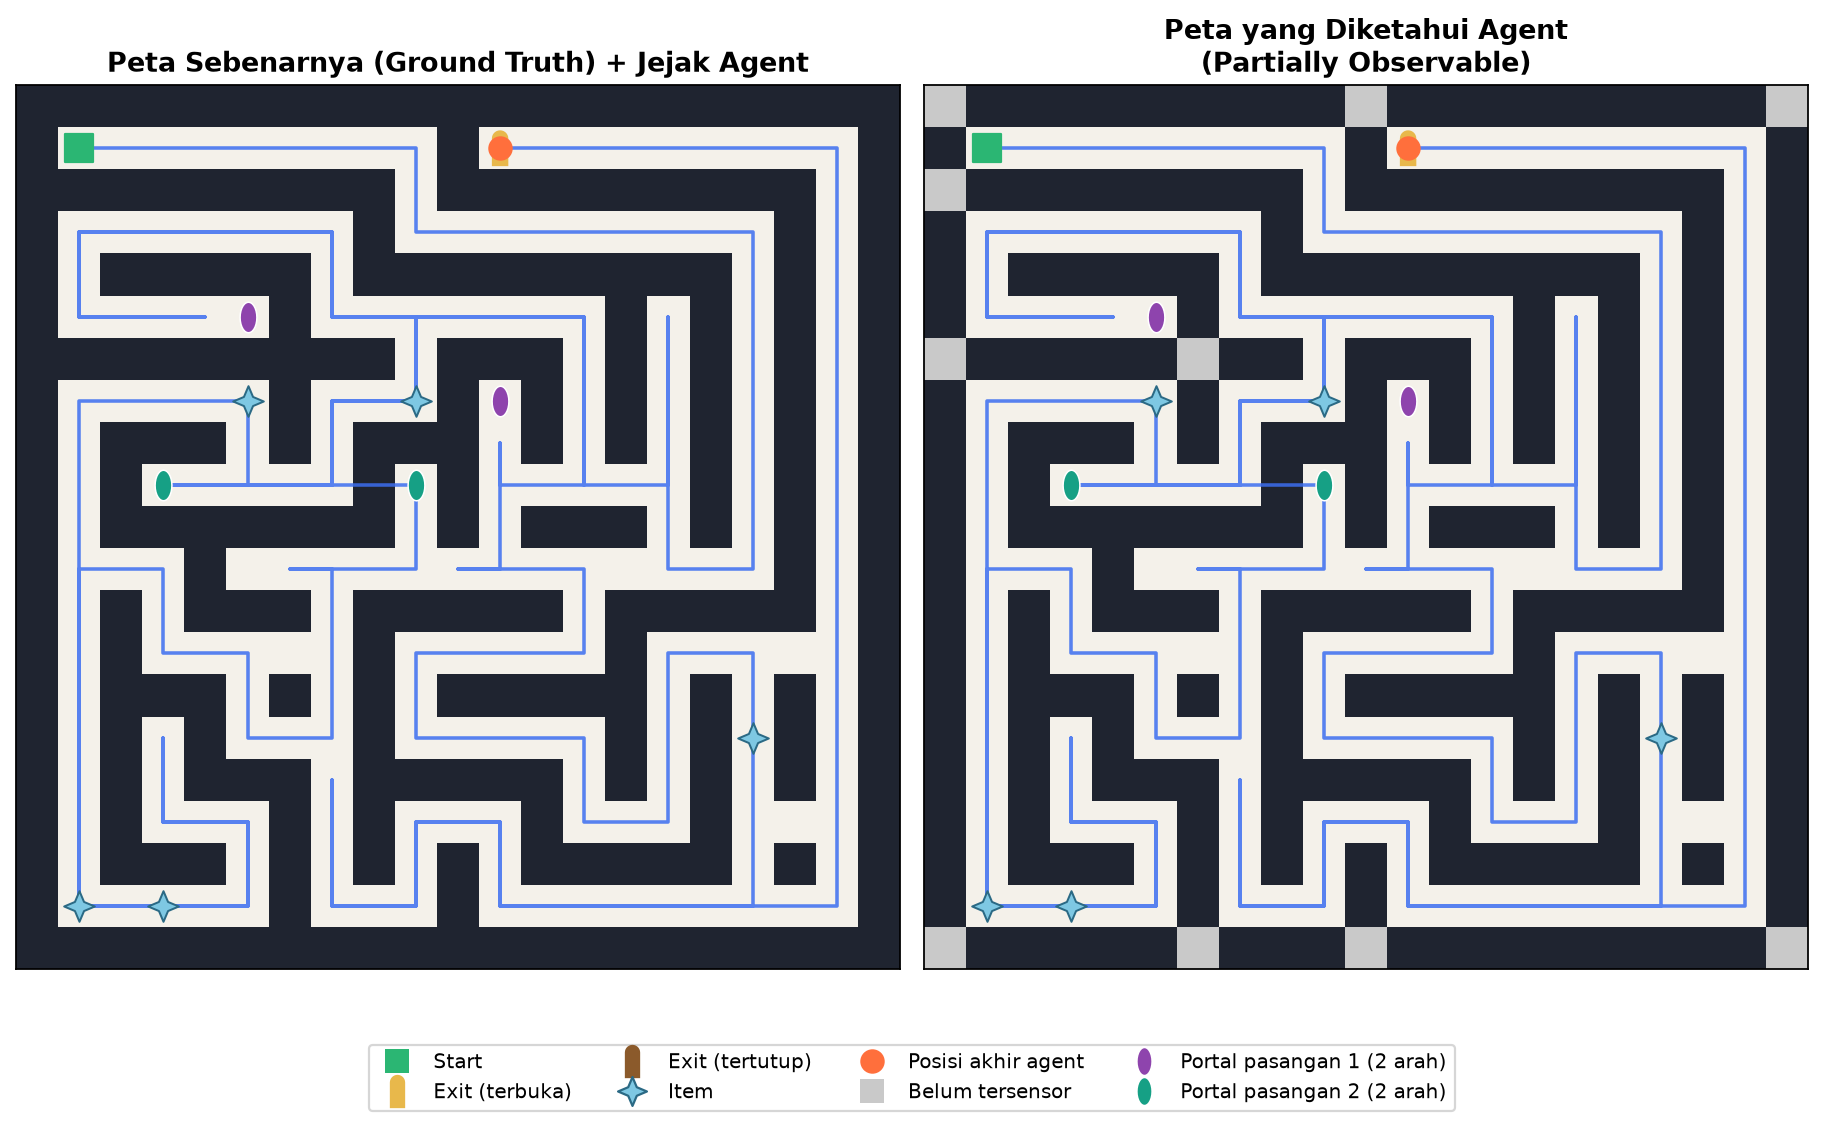 Peta Sebenarnya (Ground Truth) + Jejak Agent
Peta yang Diketahui Agent
(Partially Observable)
Start
Exit (terbuka)
Exit (tertutup)
Item
Posisi akhir agent
Belum tersensor
Portal pasangan 1 (2 arah)
Portal pasangan 2 (2 arah)